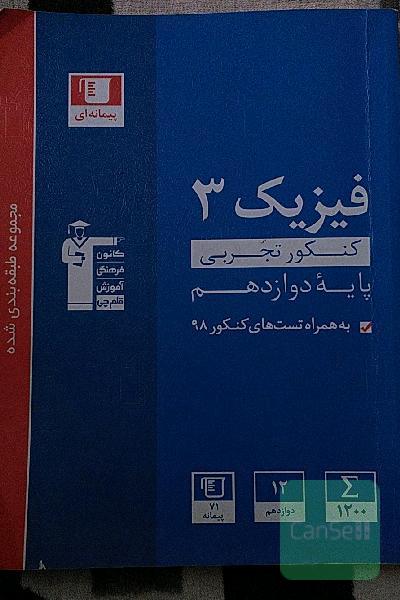 پیمانه‌ای
فیزیک ۳
کنکور تجربی
پایهٔ دوازدهم
به همراه تست‌های کنکور ۹۸
کانون
فرهنگی
آموزش
قلم‌چی
مجموعه طبقه‌بندی شده
۷۱
پیمانه
۱۲
دوازدهم
Σ
۱۲۰۰
CanSell